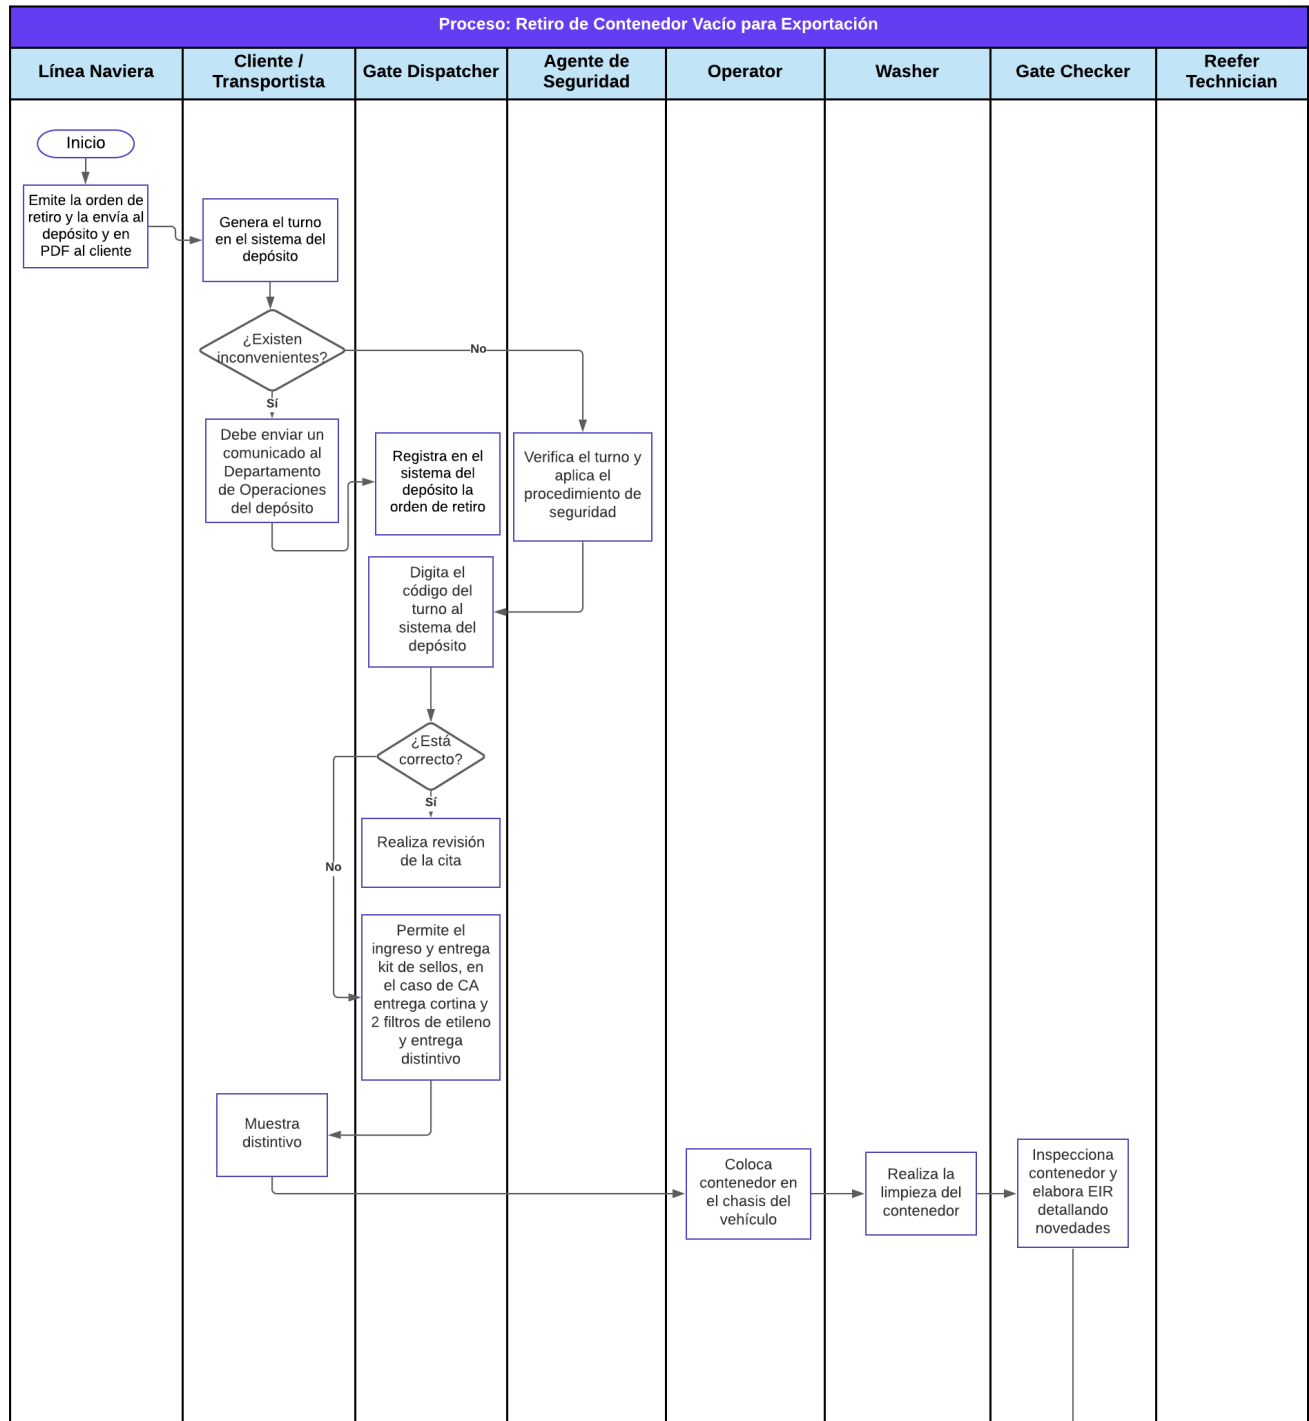 Proceso: Retiro de Contenedor Vacío para Exportación
Línea Naviera
Cliente /
Transportista
Gate Dispatcher
Agente de
Seguridad
Operator
Washer
Gate Checker
Reefer
Technician
Inicio
Emite la orden de
retiro y la envía al
depósito y en
PDF al cliente
Genera el turno
en el sistema del
depósito
¿Existen
inconvenientes?
No
Sí
Debe enviar un
comunicado al
Departamento
de Operaciones
del depósito
Registra en el
sistema del
depósito la
orden de retiro
Verifica el turno y
aplica el
procedimiento de
seguridad
Digita el
código del
turno al
sistema del
depósito
¿Está
correcto?
Sí
No
Realiza revisión
de la cita
Permite el
ingreso y entrega
kit de sellos, en
el caso de CA
entrega cortina y
2 filtros de etileno
y entrega
distintivo
Muestra
distintivo
Coloca
contenedor en
el chasis del
vehículo
Realiza la
limpieza del
contenedor
Inspecciona
contenedor y
elabora EIR
detallando
novedades